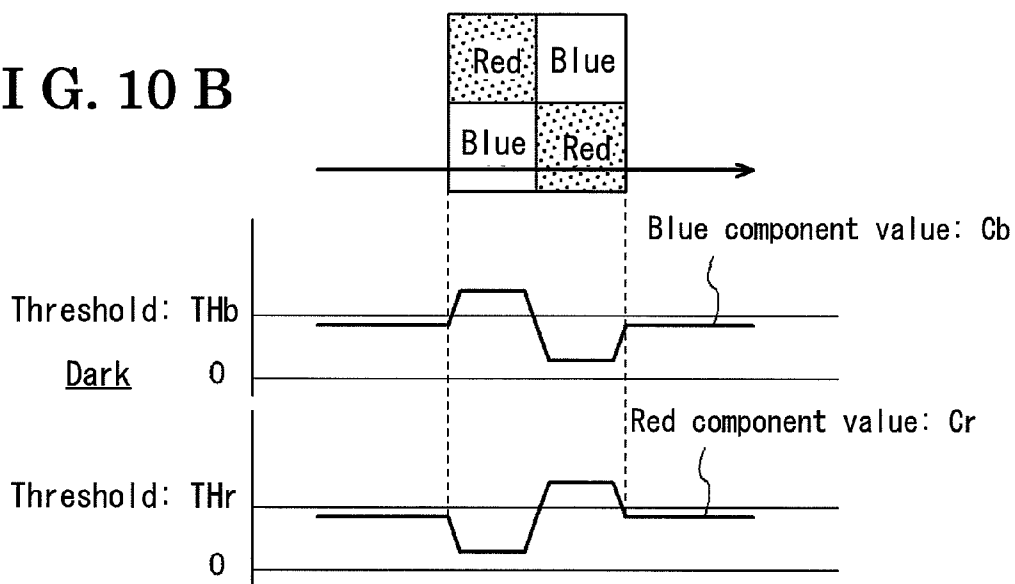 I G. 10 B
Red Blue
Blue Red
Blue component value: Cb
Threshold: THb
Dark 0
Red component value: Cr
Threshold: THr
0